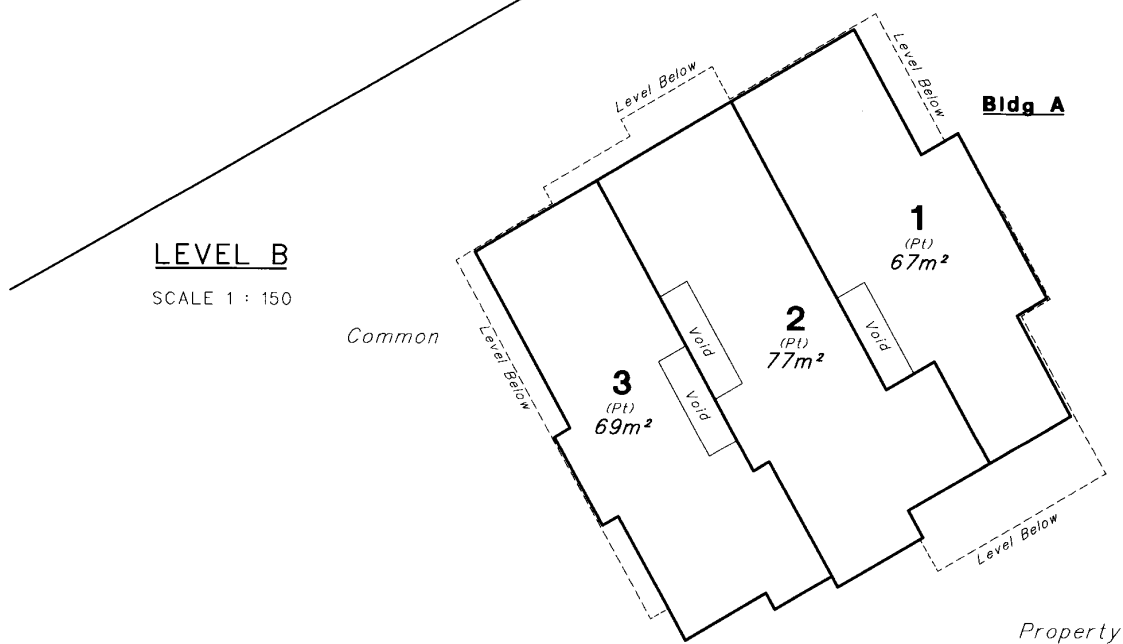 Level Below
Level Below
Bldg A
1
(Pt)
67m²
LEVEL B
SCALE 1 : 150
Common
Level Below
Void
2
(Pt)
77m²
Void
3
(Pt)
69m²
Void
Level Below
Property